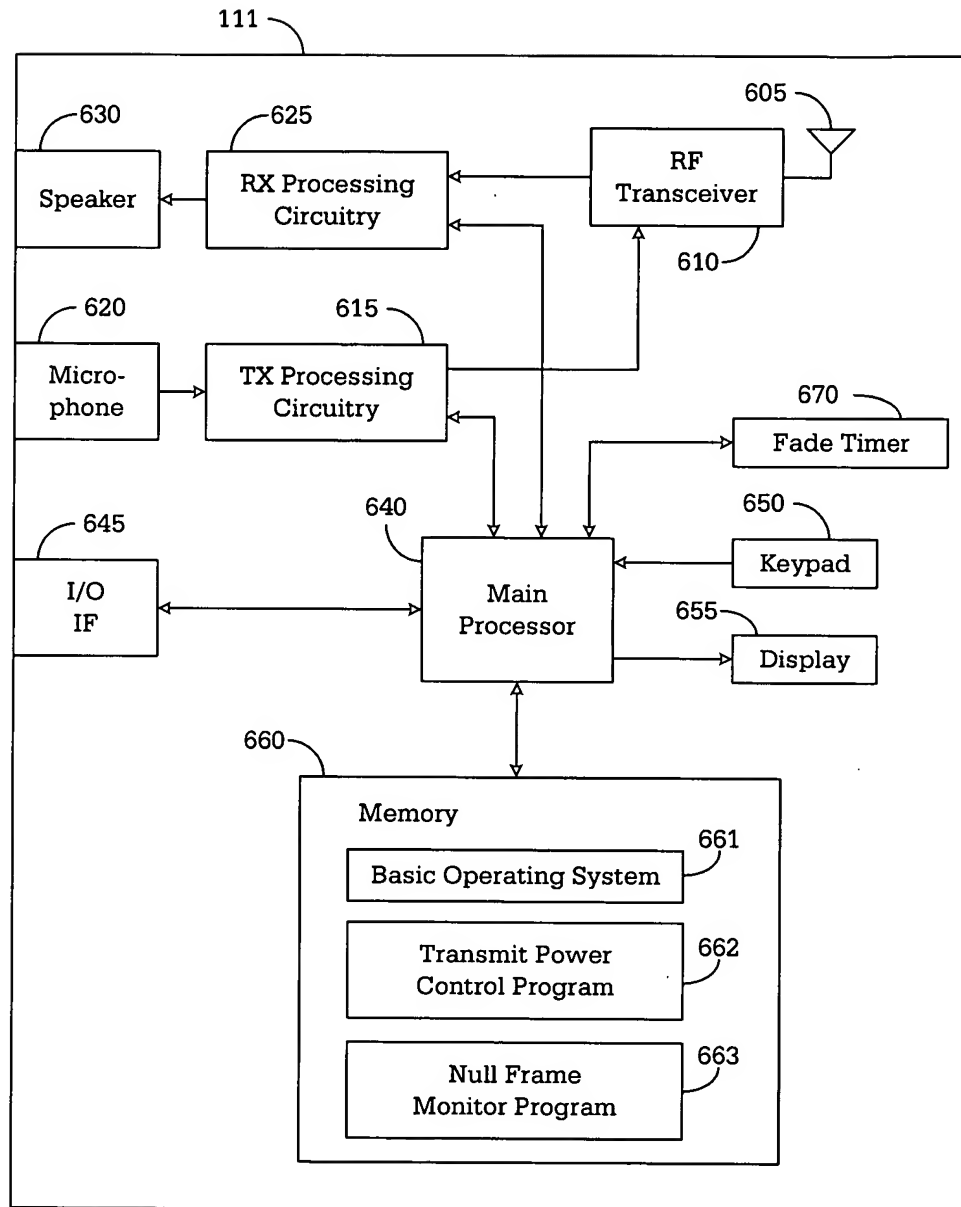 111
630
625
605
Speaker
RX Processing
Circuitry
RF
Transceiver
610
620
615
Micro-
phone
TX Processing
Circuitry
670
Fade Timer
645
640
650
I/O
IF
Main
Processor
Keypad
655
Display
660
Memory
661
Basic Operating System
662
Transmit Power
Control Program
663
Null Frame
Monitor Program